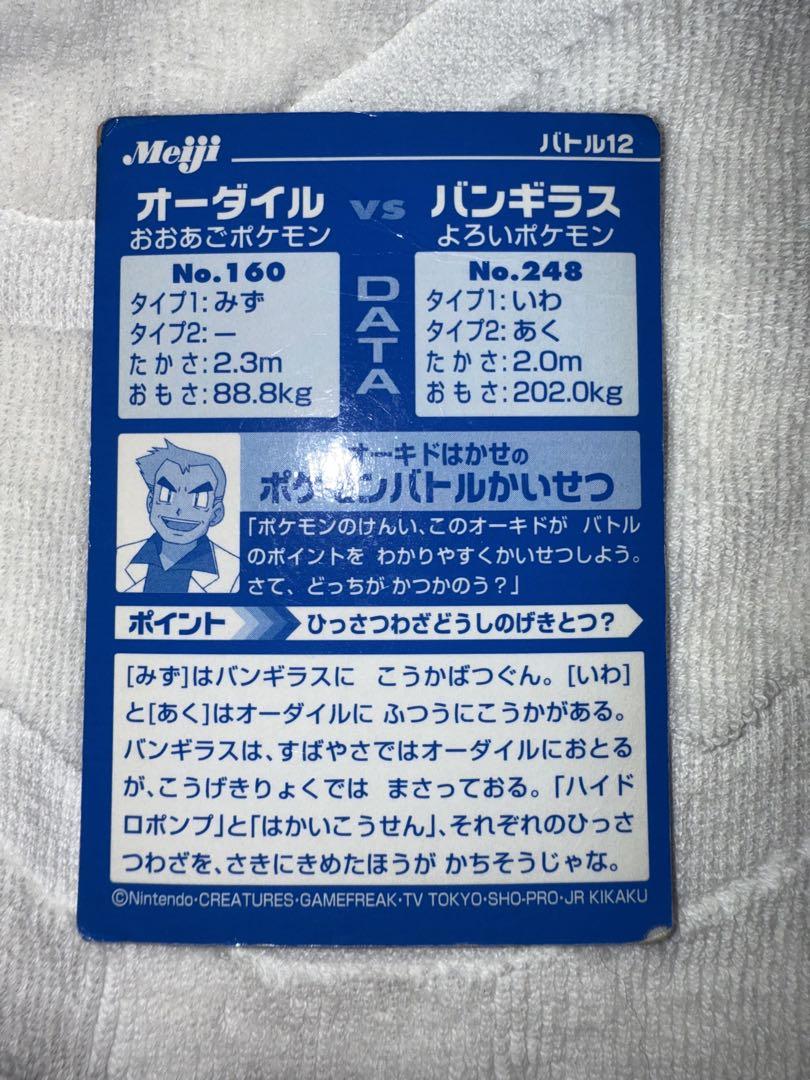 Meiji
バトル12
オーダイル vs バンギラス
おおあごポケモン
よろいポケモン
DATA
No.160
タイプ1:みず
タイプ2:ー
たかさ:2.3m
おもさ:88.8kg
No.248
タイプ1:いわ
タイプ2:あく
たかさ:2.0m
おもさ:202.0kg
オーキドはかせの
ポケモンバトルかいせつ
「ポケモンのけんい、このオーキドが バトル
のポイントを わかりやすくかいせつしよう。
さて、どっちが かつかのう?」
ポイント ひっさつわざどうしのげきとつ?
[みず]はバンギラスに こうかばつぐん。[いわ]
と[あく]はオーダイルに ふつうにこうかがある。
バンギラスは、すばやさではオーダイルにおとる
が、こうげきりょくでは まさっておる。「ハイド
ロポンプ」と「はかいこうせん」、それぞれのひっさ
つわざを、さきにきめたほうが かちそうじゃな。
©Nintendo・CREATURES・GAMEFREAK・TV TOKYO・SHO-PRO・JR KIKAKU